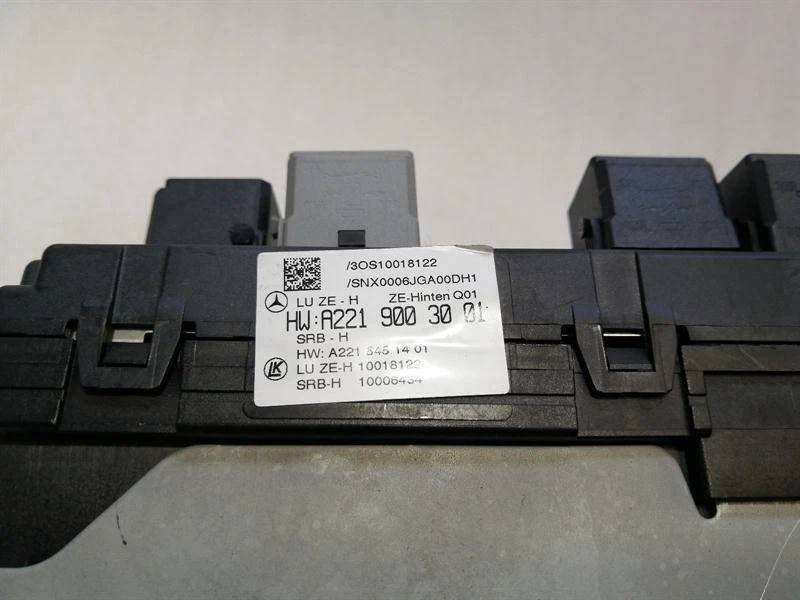 /3OS10018122
/SNX0006JGA00DH1
LU ZE - H ZE-Hinten Q01
HW:A221 900 30 01
SRB - H
HW: A221 545 14 01
LU ZE-H 10018122
SRB-H 10006434